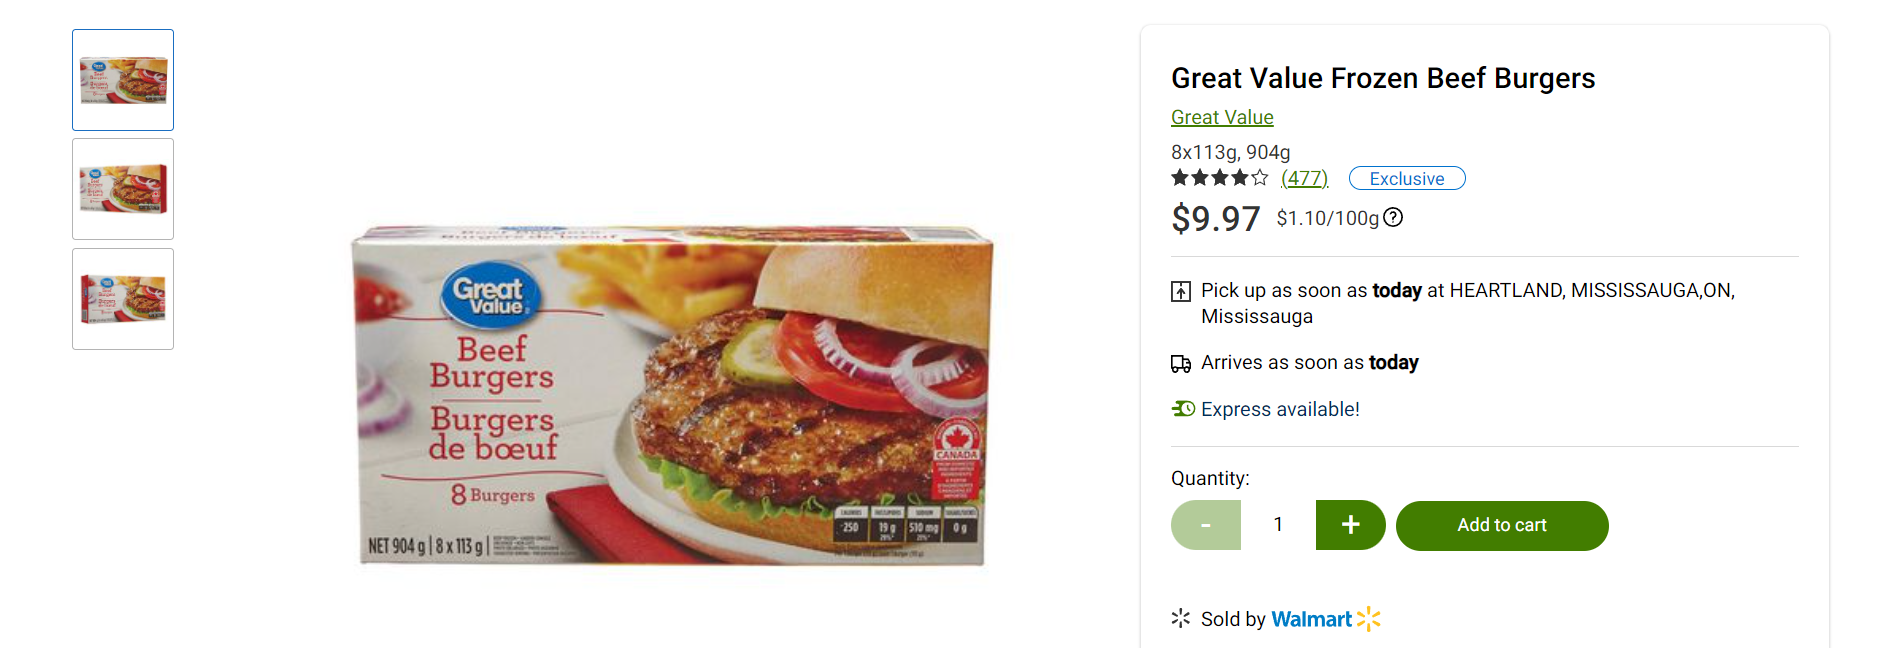 Great
Value
Beef
Burgers
Burgers
de bœuf
8 Burgers
NET 904 g | 8 x 113 g
CANADA
CALORIES
250
19 g
SODIUM
510 mg
0 g
Great Value Frozen Beef Burgers
Great Value
8x113g, 904g
(477)
Exclusive
$9.97 $1.10/100g
Pick up as soon as today at HEARTLAND, MISSISSAUGA,ON,
Mississauga
Arrives as soon as today
Express available!
Quantity:
- 1 + Add to cart
Sold by Walmart